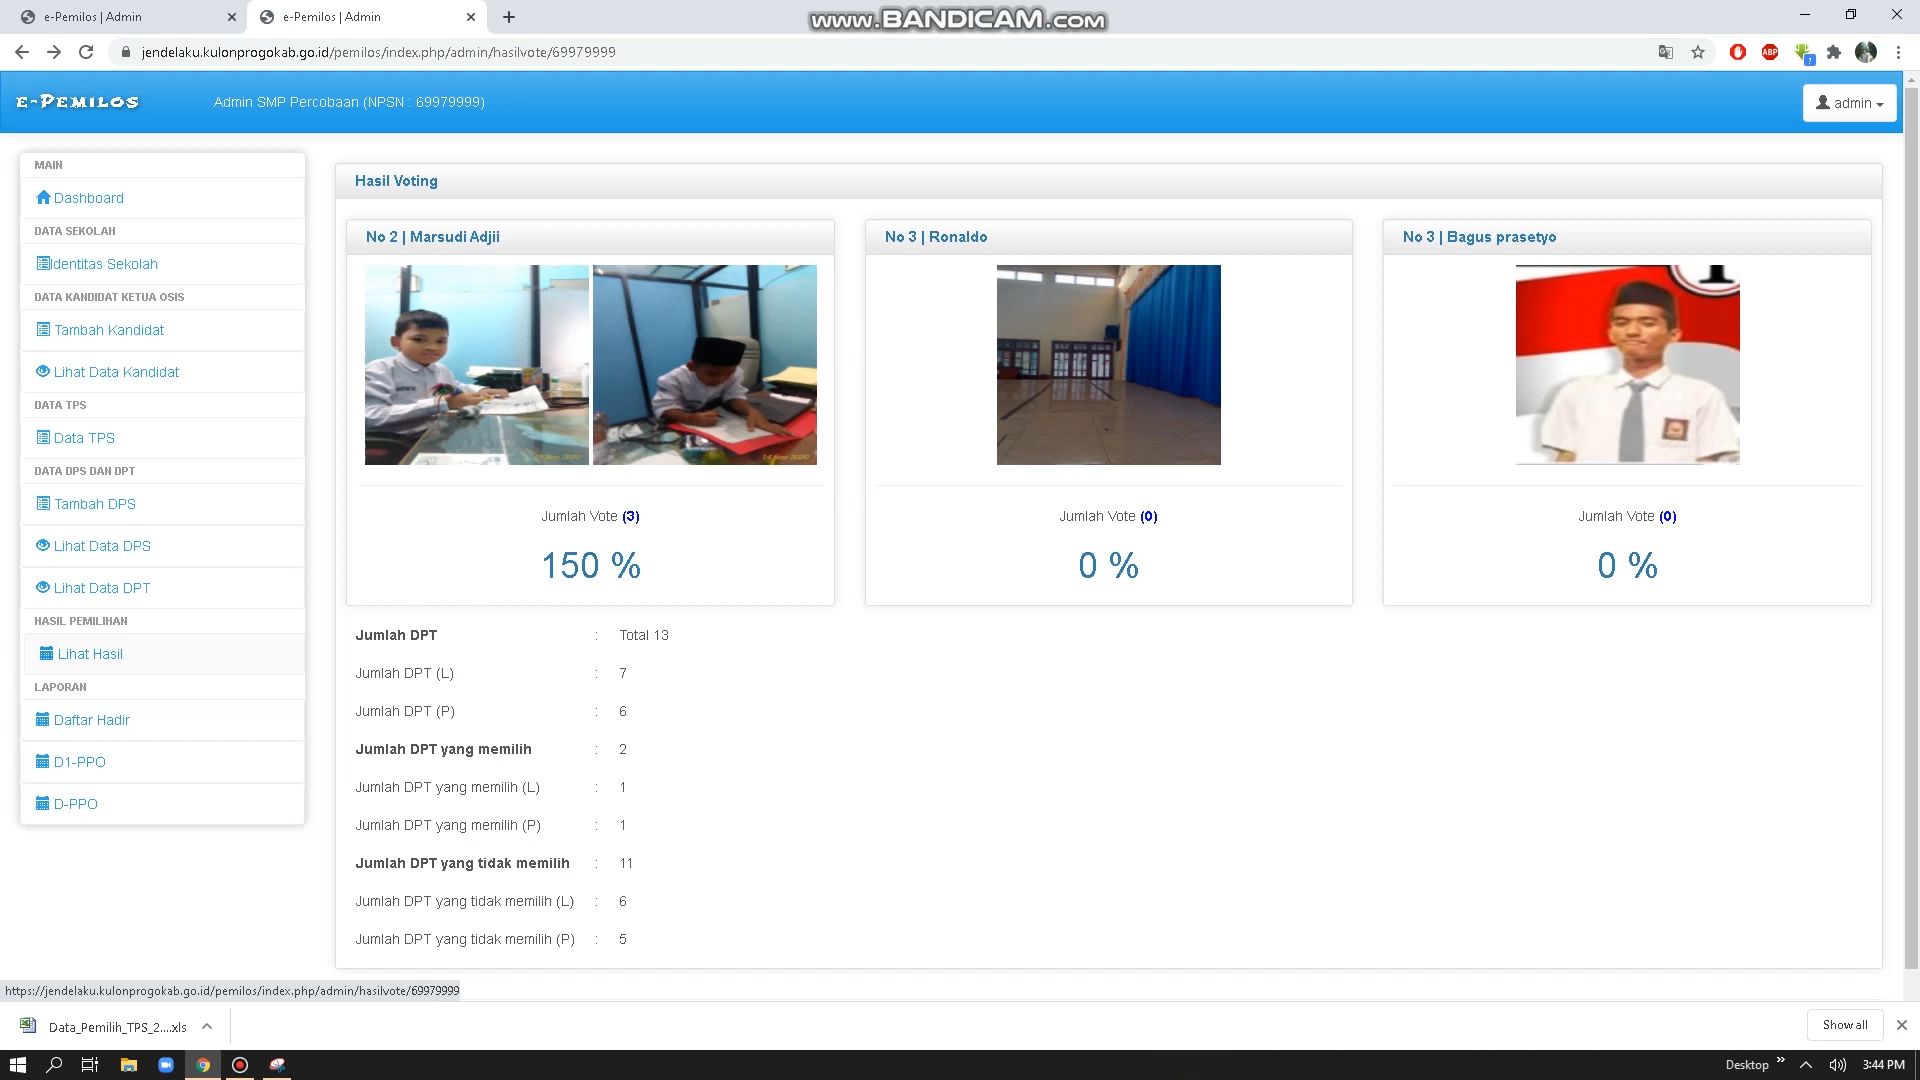 e-Pemilos | Admin
e-Pemilos | Admin
www.BANDICAM.com
jendelaku.kulonprogokab.go.id/pemilos/index.php/admin/hasilvote/69979999
ABP
?
e-Pemilos
Admin SMP Percobaan (NPSN : 69979999)
admin
MAIN
Dashboard
DATA SEKOLAH
Identitas Sekolah
DATA KANDIDAT KETUA OSIS
Tambah Kandidat
Lihat Data Kandidat
DATA TPS
Data TPS
DATA DPS DAN DPT
Tambah DPS
Lihat Data DPS
Lihat Data DPT
HASIL PEMILIHAN
Lihat Hasil
LAPORAN
Daftar Hadir
D1-PPO
D-PPO
Hasil Voting
No 2 | Marsudi Adjii
14 Sep 2020
Jumlah Vote (3)
150 %
No 3 | Ronaldo
Jumlah Vote (0)
0 %
No 3 | Bagus prasetyo
1
Jumlah Vote (0)
0 %
Jumlah DPT : Total 13
Jumlah DPT (L) : 7
Jumlah DPT (P) : 6
Jumlah DPT yang memilih : 2
Jumlah DPT yang memilih (L) : 1
Jumlah DPT yang memilih (P) : 1
Jumlah DPT yang tidak memilih : 11
Jumlah DPT yang tidak memilih (L) : 6
Jumlah DPT yang tidak memilih (P) : 5
https://jendelaku.kulonprogokab.go.id/pemilos/index.php/admin/hasilvote/69979999
Data_Pemilih_TPS_2....xls
Show all
Desktop
3:44 PM